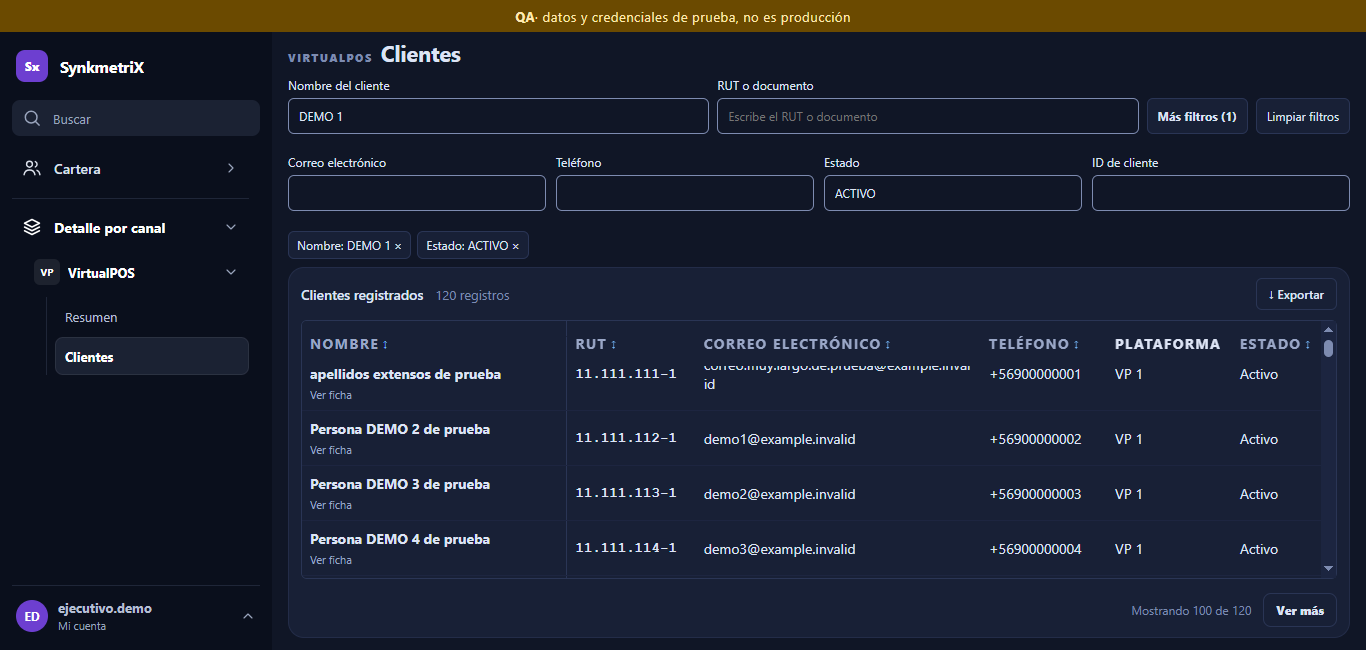 QA· datos y credenciales de prueba, no es producción
Sx SynkmetriX
Buscar
Cartera
Detalle por canal
VP VirtualPOS
Resumen
Clientes
ED ejecutivo.demo
Mi cuenta
VIRTUALPOS Clientes
Nombre del cliente RUT o documento
DEMO 1 Escribe el RUT o documento Más filtros (1) Limpiar filtros
Correo electrónico Teléfono Estado ID de cliente
ACTIVO
Nombre: DEMO 1 × Estado: ACTIVO ×
Clientes registrados 120 registros ↓ Exportar
NOMBRE ↕ RUT ↕ CORREO ELECTRÓNICO ↕ TELÉFONO ↕ PLATAFORMA ESTADO ↕
correo.muy.largo.de.prueba@example.inval
apellidos extensos de prueba 11.111.111-1 id +56900000001 VP 1 Activo
Ver ficha
Persona DEMO 2 de prueba 11.111.112-1 demo1@example.invalid +56900000002 VP 1 Activo
Ver ficha
Persona DEMO 3 de prueba 11.111.113-1 demo2@example.invalid +56900000003 VP 1 Activo
Ver ficha
Persona DEMO 4 de prueba 11.111.114-1 demo3@example.invalid +56900000004 VP 1 Activo
Ver ficha
Mostrando 100 de 120 Ver más